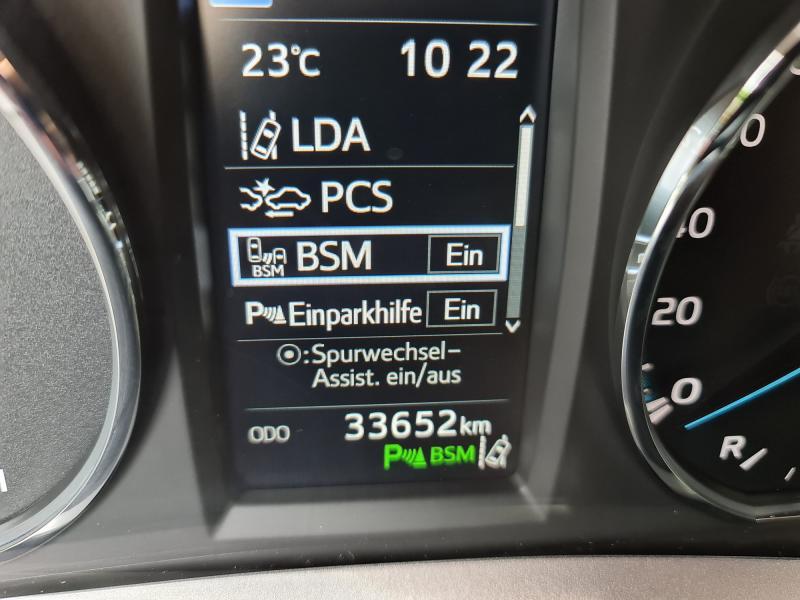 23°C 10 22
LDA
PCS
BSM BSM Ein
P Einparkhilfe Ein
:Spurwechsel-
Assist. ein/aus
ODO 33652km
P BSM
40
20
0
R/